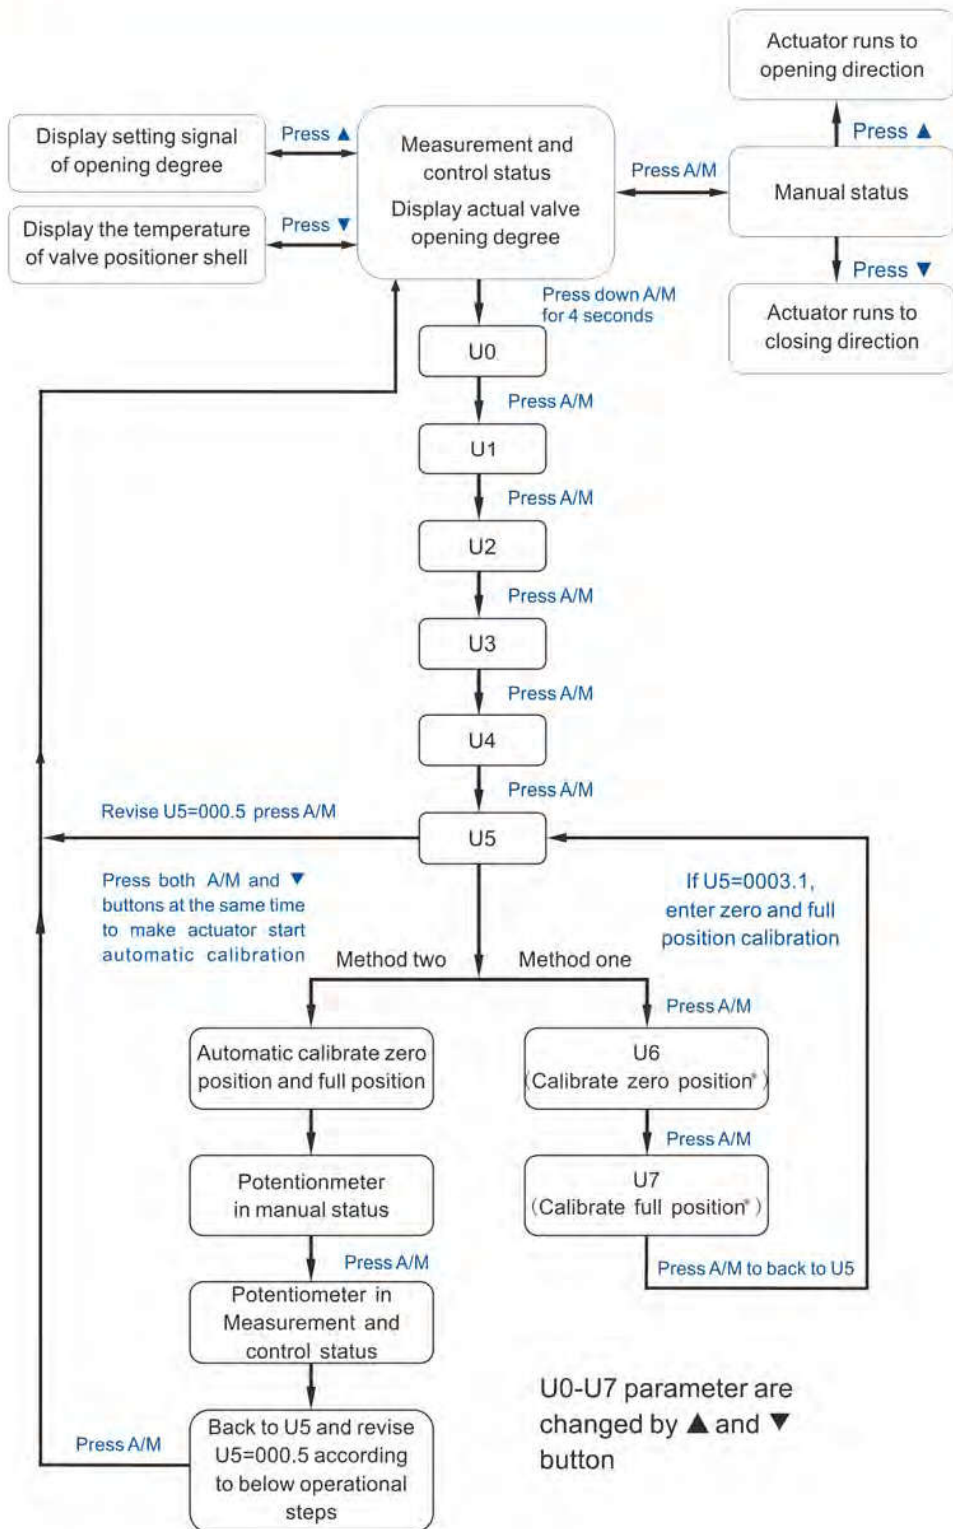 Actuator runs to
opening direction
Display setting signal
of opening degree
Press ▲
Measurement and
control status
Display actual valve
opening degree
Press A/M
Press ▲
Manual status
Display the temperature
of valve positioner shell
Press ▼
Press ▼
Actuator runs to
closing direction
Press down A/M
for 4 seconds
U0
Press A/M
U1
Press A/M
U2
Press A/M
U3
Press A/M
U4
Press A/M
Revise U5=000.5 press A/M
U5
Press both A/M and ▼
buttons at the same time
to make actuator start
automatic calibration
If U5=0003.1,
enter zero and full
position calibration
Method two
Method one
Press A/M
Automatic calibrate zero
position and full position
U6
(Calibrate zero position*)
Press A/M
Potentionmeter
in manual status
U7
(Calibrate full position*)
Press A/M
Press A/M to back to U5
Potentiometer in
Measurement and
control status
Press A/M
Back to U5 and revise
U5=000.5 according
to below operational
steps
U0-U7 parameter are
changed by ▲ and ▼
button